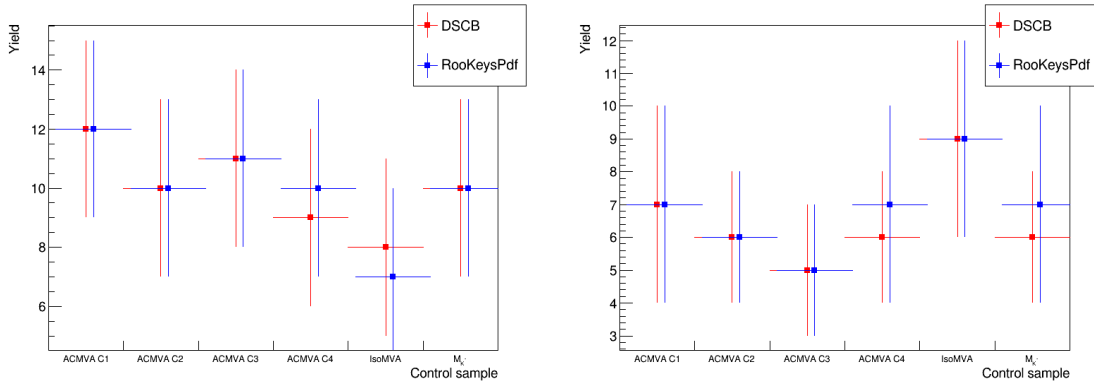 Yield
DSCB
RooKeysPdf
14
12
10
8
6
ACMVA C1 ACMVA C2 ACMVA C3 ACMVA C4 IsoMVA M_K*
Control sample
Yield
DSCB
RooKeysPdf
12
11
10
9
8
7
6
5
4
3
ACMVA C1 ACMVA C2 ACMVA C3 ACMVA C4 IsoMVA M_K*
Control sample